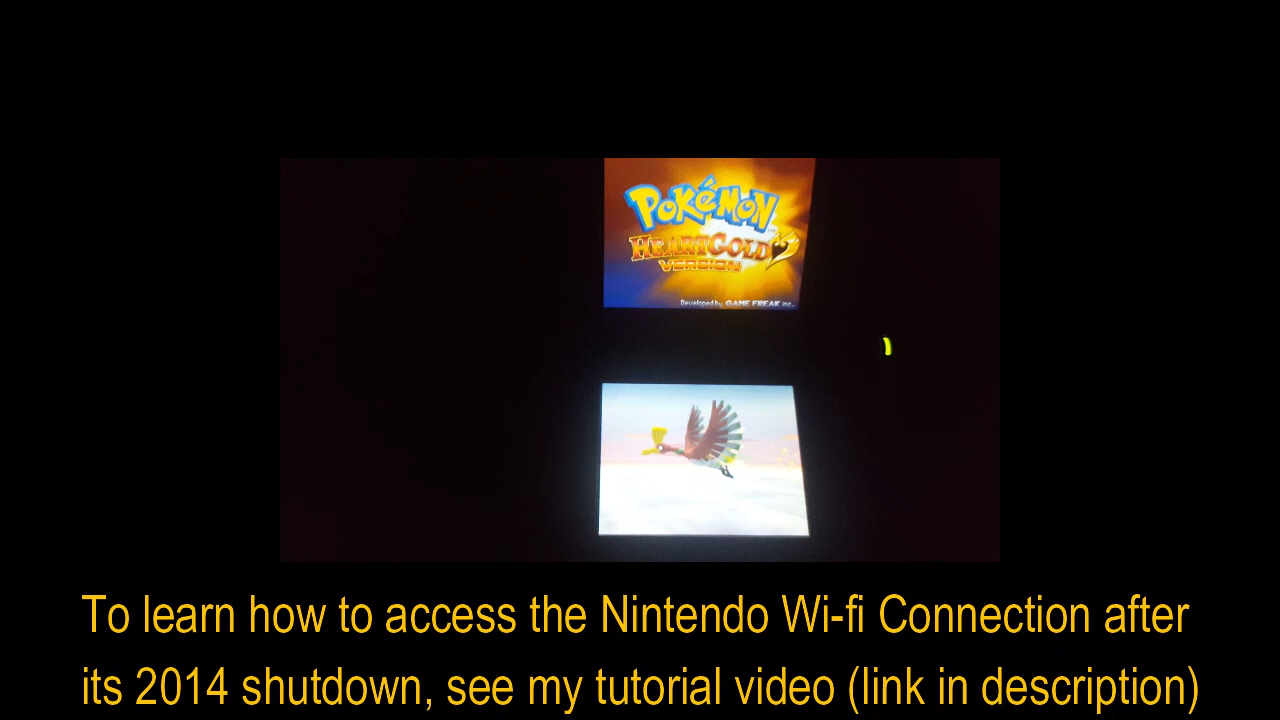 POKéMON
HEARTGOLD
VERSION
Developed by GAME FREAK inc.
To learn how to access the Nintendo Wi-fi Connection after
its 2014 shutdown, see my tutorial video (link in description)